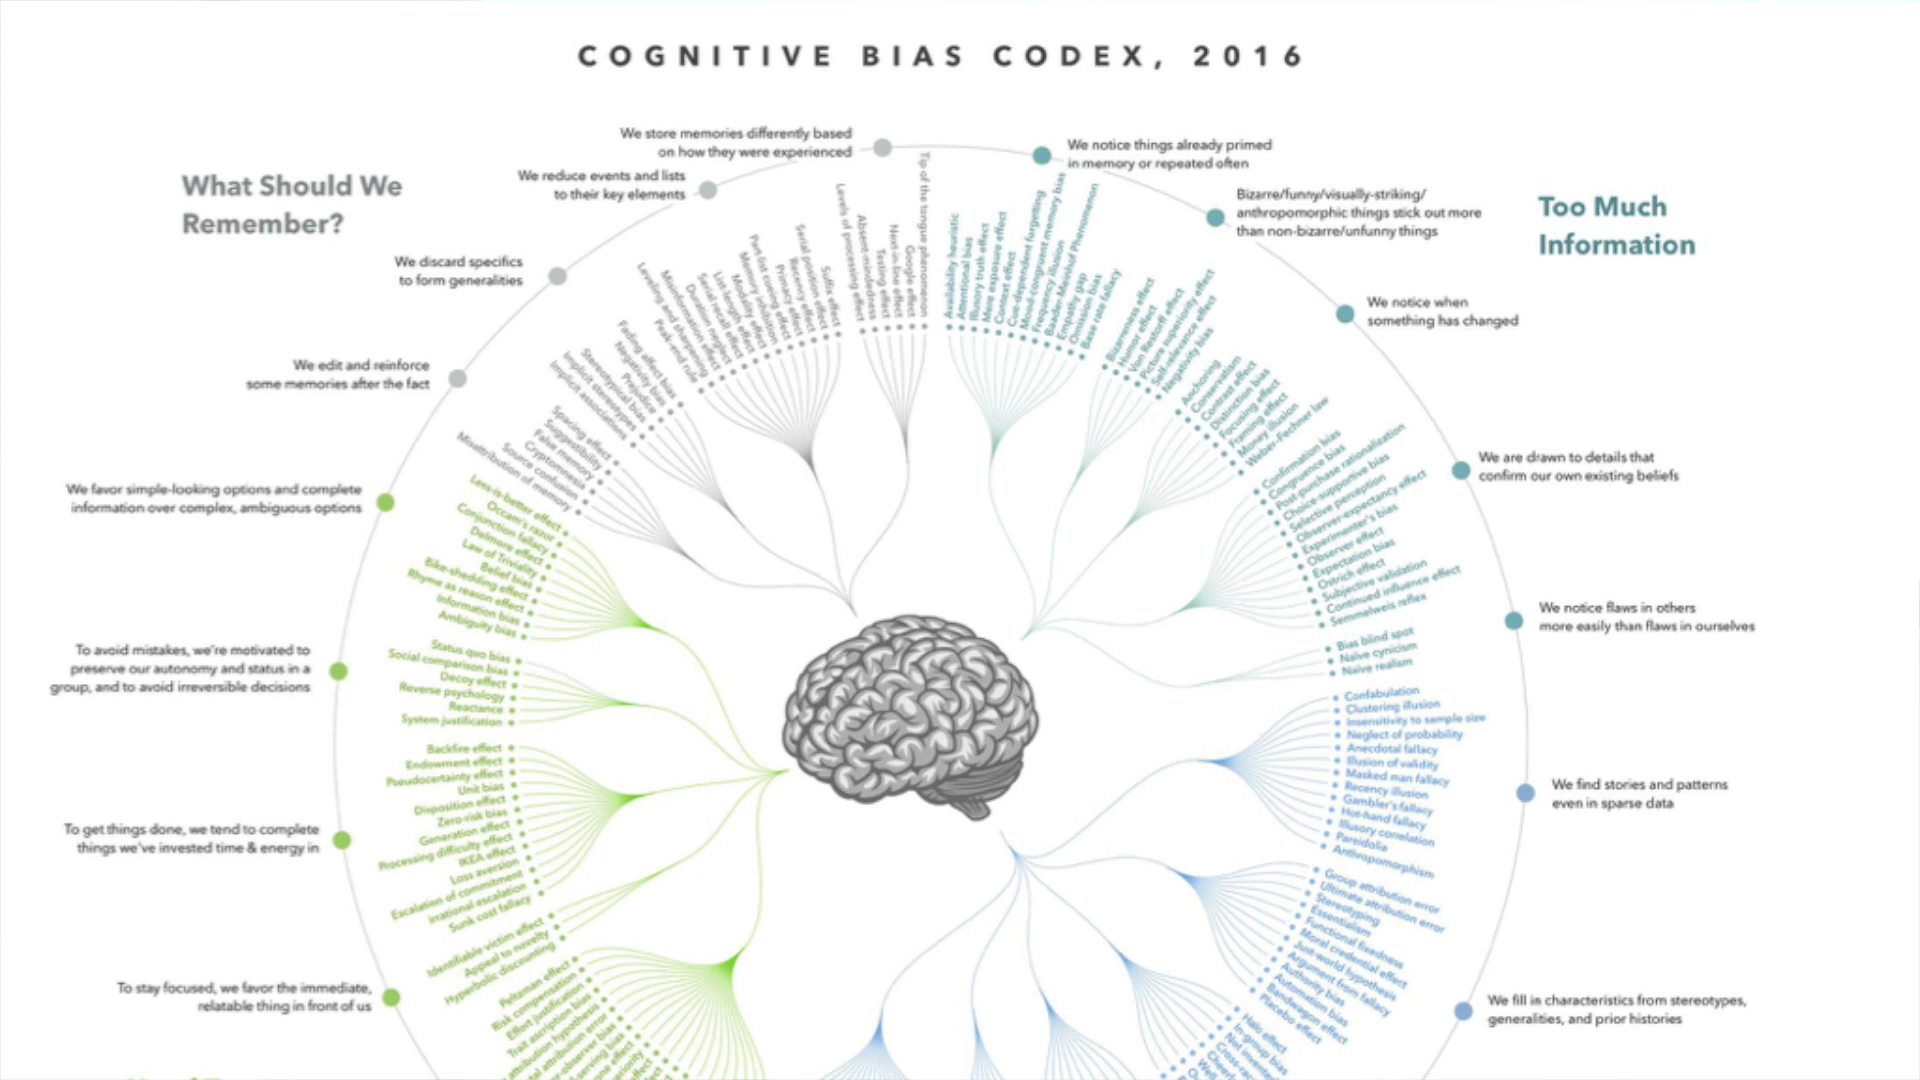 COGNITIVE BIAS CODEX, 2016
What Should We
Remember?
We store memories differently based
on how they were experienced
We reduce events and lists
to their key elements
We discard specifics
to form generalities
We edit and reinforce
some memories after the fact
We favor simple-looking options and complete
information over complex, ambiguous options
To avoid mistakes, we're motivated to
preserve our autonomy and status in a
group, and to avoid irreversible decisions
To get things done, we tend to complete
things we've invested time & energy in
To stay focused, we favor the immediate,
relatable thing in front of us
Too Much
Information
We notice things already primed
in memory or repeated often
Bizarre/funny/visually-striking/
anthropomorphic things stick out more
than non-bizarre/unfunny things
We notice when
something has changed
We are drawn to details that
confirm our own existing beliefs
We notice flaws in others
more easily than flaws in ourselves
We find stories and patterns
even in sparse data
We fill in characteristics from stereotypes,
generalities, and prior histories
Misattribution of memory
Source confusion
Cryptomnesia
False memory
Suggestibility
Spacing effect
Implicit associations
Implicit stereotypes
Stereotypical bias
Prejudice
Negativity bias
Fading affect bias
Peak-end rule
Leveling and sharpening
Misinformation effect
Duration neglect
Serial recall effect
List-length effect
Modality effect
Memory inhibition
Part-list cueing effect
Primacy effect
Recency effect
Serial position effect
Suffix effect
Levels of processing effect
Absent-mindedness
Testing effect
Next-in-line effect
Google effect
Tip of the tongue phenomenon
Availability heuristic
Attentional bias
Illusory truth effect
Mere exposure effect
Context effect
Cue-dependent forgetting
Mood-congruent memory bias
Frequency illusion
Baader-Meinhof Phenomenon
Empathy gap
Omission bias
Base rate fallacy
Bizareness effect
Humor effect
Von Restorff effect
Picture superiority effect
Self-relevance effect
Negativity bias
Anchoring
Conservatism
Contrast effect
Distinction bias
Focusing effect
Framing effect
Money illusion
Weber-Fechner law
Confirmation bias
Congruence bias
Post-purchase rationalization
Choice-supportive bias
Selective perception
Observer-expectancy effect
Experimenter's bias
Observer effect
Expectation bias
Ostrich effect
Subjective validation
Continued influence effect
Semmelweis reflex
Bias blind spot
Naïve cynicism
Naïve realism
Confabulation
Clustering illusion
Insensitivity to sample size
Neglect of probability
Anecdotal fallacy
Illusion of validity
Masked man fallacy
Recency illusion
Gambler's fallacy
Hot-hand fallacy
Illusory correlation
Pareidolia
Anthropomorphism
Group attribution error
Ultimate attribution error
Stereotyping
Essentialism
Functional fixedness
Moral credential effect
Just-world hypothesis
Argument from fallacy
Authority bias
Automation bias
Bandwagon effect
Placebo effect
Halo effect
In-group bias
Less-is-better effect
Occam's razor
Conjunction fallacy
Delmore effect
Law of Triviality
Belief bias
Bike-shedding effect
Rhyme as reason effect
Information bias
Ambiguity bias
Status quo bias
Social comparison bias
Decoy effect
Reverse psychology
Reactance
System justification
Backfire effect
Endowment effect
Pseudocertainty effect
Unit bias
Disposition effect
Zero-risk bias
Generation effect
Processing difficulty effect
IKEA effect
Loss aversion
Escalation of commitment
Irrational escalation
Sunk cost fallacy
Identifiable victim effect
Appeal to novelty
Hyperbolic discounting
Peltzman effect
Risk compensation
Effort justification
Trait ascription bias